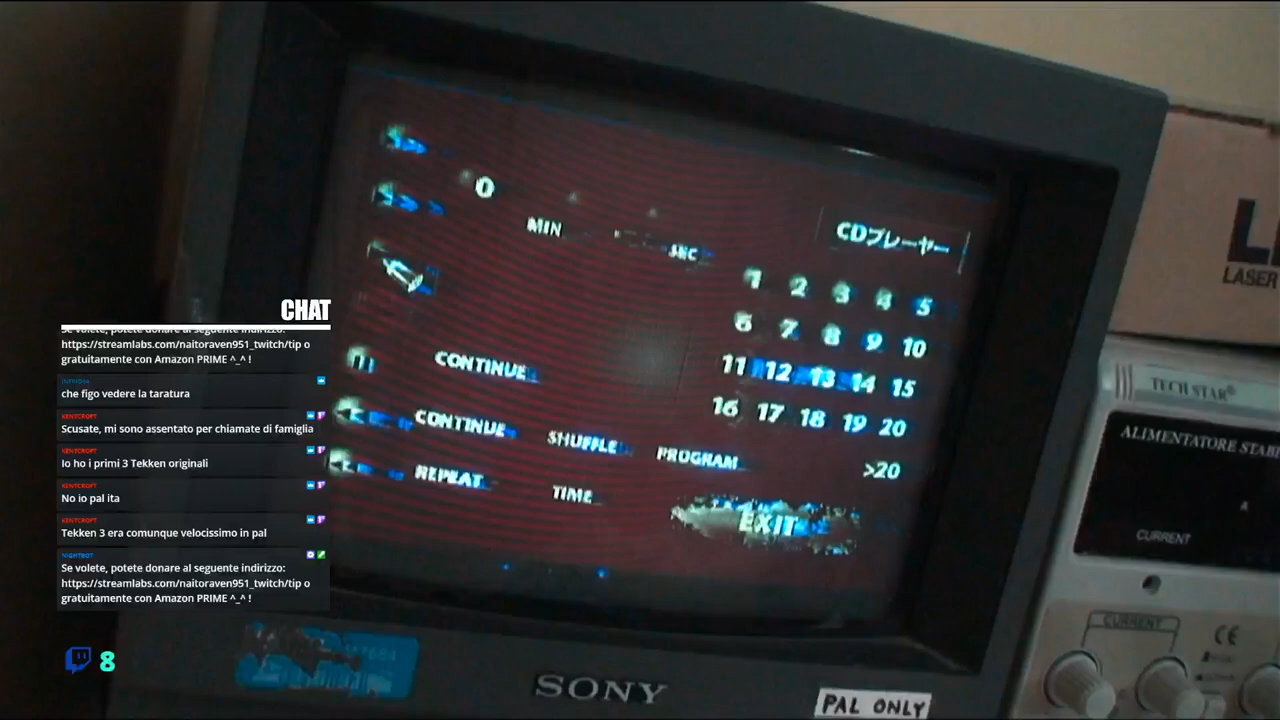 CHAT
Se volete, potete donare al seguente indirizzo:
https://streamlabs.com/naitoraven951_twitch/tip o
gratuitamente con Amazon PRIME ^_^ !
che figo vedere la taratura
KENTCROFT
Scusate, mi sono assentato per chiamate di famiglia
KENTCROFT
Io ho i primi 3 Tekken originali
KENTCROFT
No io pal ita
KENTCROFT
Tekken 3 era comunque velocissimo in pal
NIGHTBOT
Se volete, potete donare al seguente indirizzo:
https://streamlabs.com/naitoraven951_twitch/tip o
gratuitamente con Amazon PRIME ^_^ !
8
0
MIN
SEC
CDプレーヤー
1 2 3 4 5
6 7 8 9 10
11 12 13 14 15
16 17 18 19 20
>20
CONTINUE
CONTINUE SHUFFLE PROGRAM
REPEAT TIME
EXIT
SONY
PAL ONLY
LASER
TECH STAR®
CURRENT
CURRENT
CE